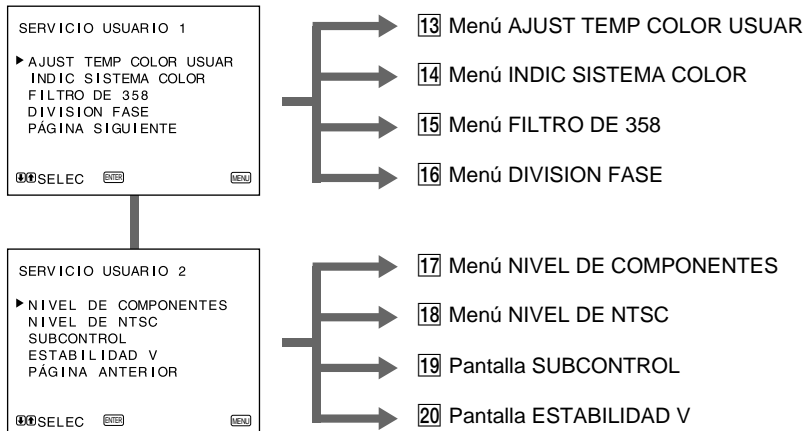 SERVICIO USUARIO 1
▶ AJUST TEMP COLOR USUAR
INDIC SISTEMA COLOR
FILTRO DE 358
DIVISION FASE
PÁGINA SIGUIENTE
⬇⬆SELEC ENTER MENU
13 Menú AJUST TEMP COLOR USUAR
14 Menú INDIC SISTEMA COLOR
15 Menú FILTRO DE 358
16 Menú DIVISION FASE
SERVICIO USUARIO 2
▶ NIVEL DE COMPONENTES
NIVEL DE NTSC
SUBCONTROL
ESTABILIDAD V
PÁGINA ANTERIOR
⬇⬆SELEC ENTER MENU
17 Menú NIVEL DE COMPONENTES
18 Menú NIVEL DE NTSC
19 Pantalla SUBCONTROL
20 Pantalla ESTABILIDAD V